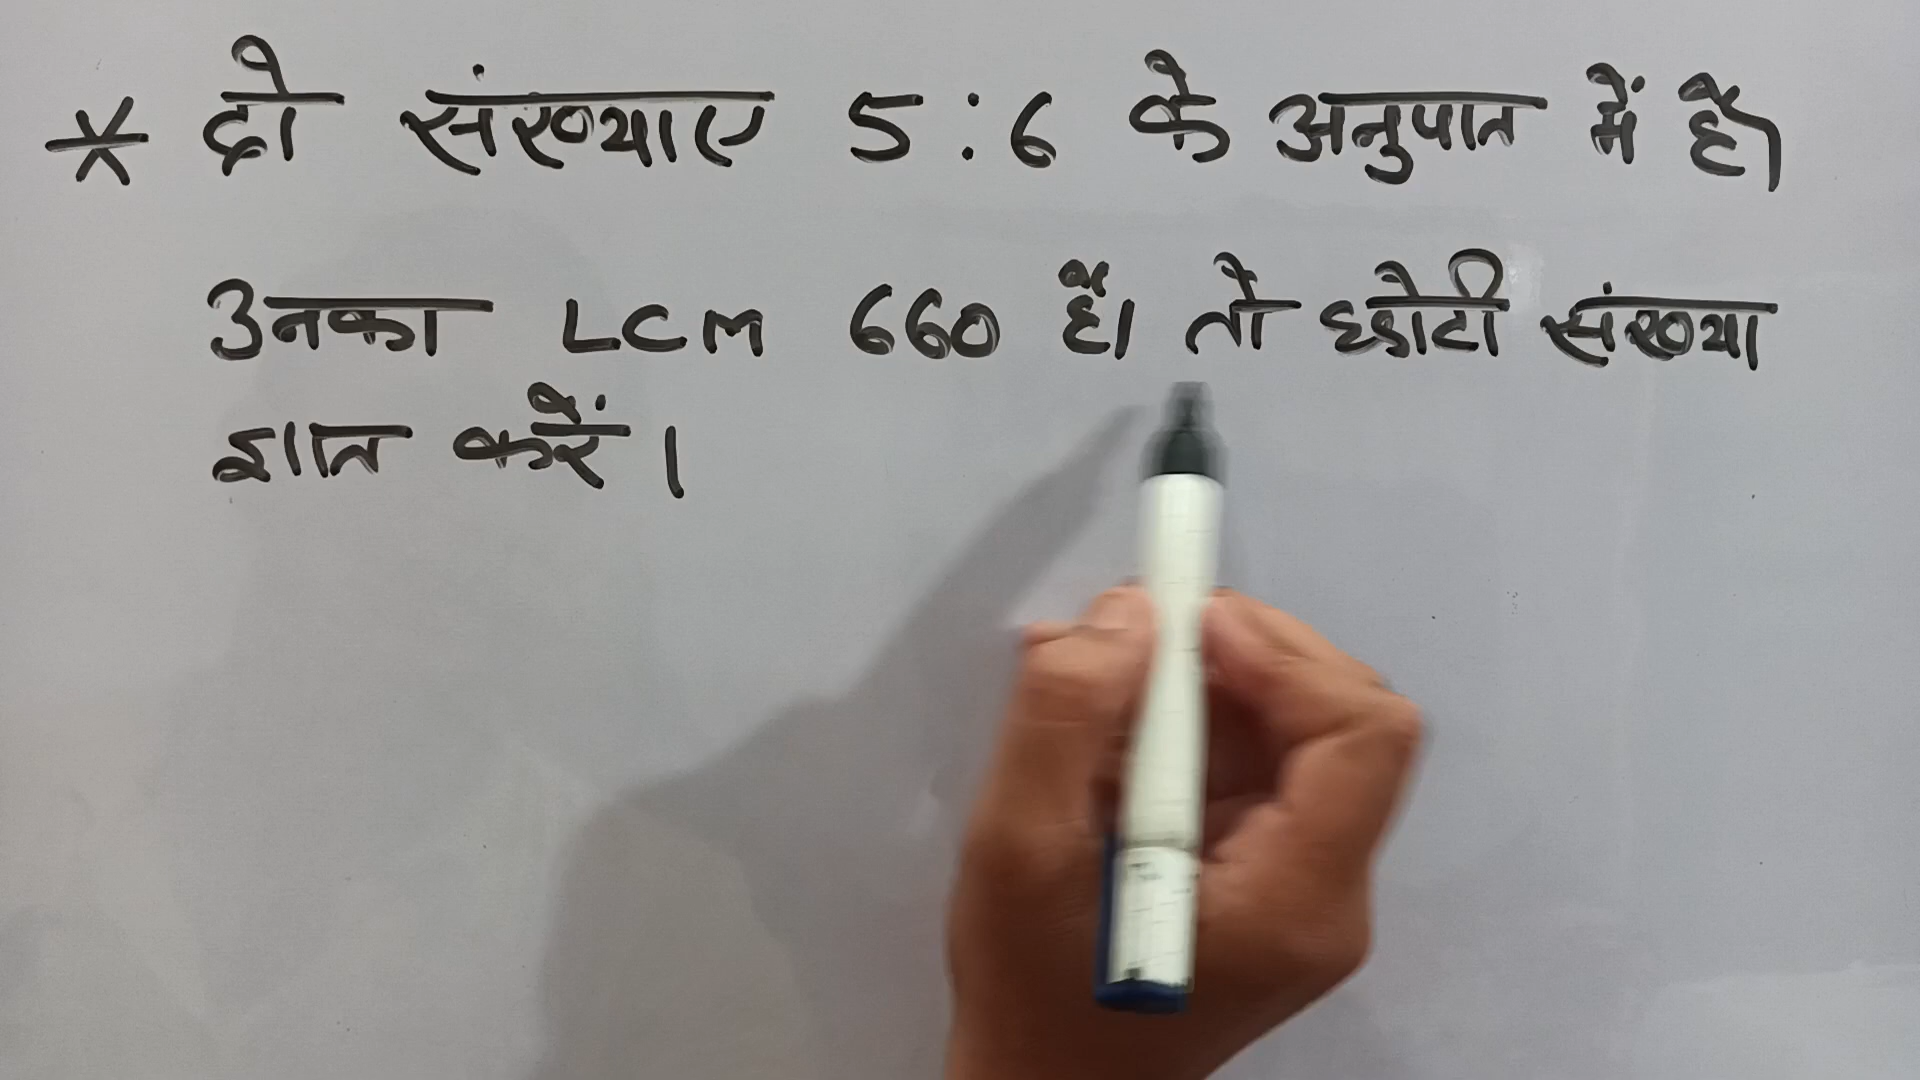 * दो संख्याए 5:6 के अनुपात में है।
उनका LCM 660 है। तो छोटी संख्या
ज्ञात करें।